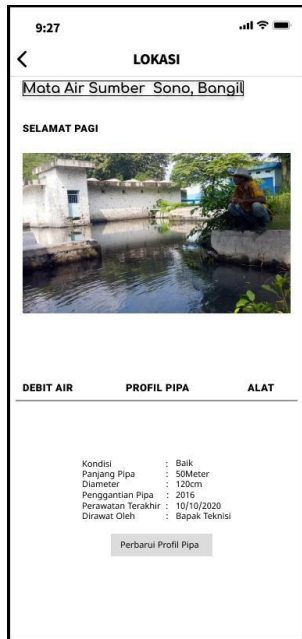 9:27
LOKASI
Mata Air Sumber Sono, Bangil
SELAMAT PAGI
DEBIT AIR PROFIL PIPA ALAT
Kondisi : Baik
Panjang Pipa : 50Meter
Diameter : 120cm
Penggantian Pipa : 2016
Perawatan Terakhir : 10/10/2020
Dirawat Oleh : Bapak Teknisi
Perbarui Profil Pipa